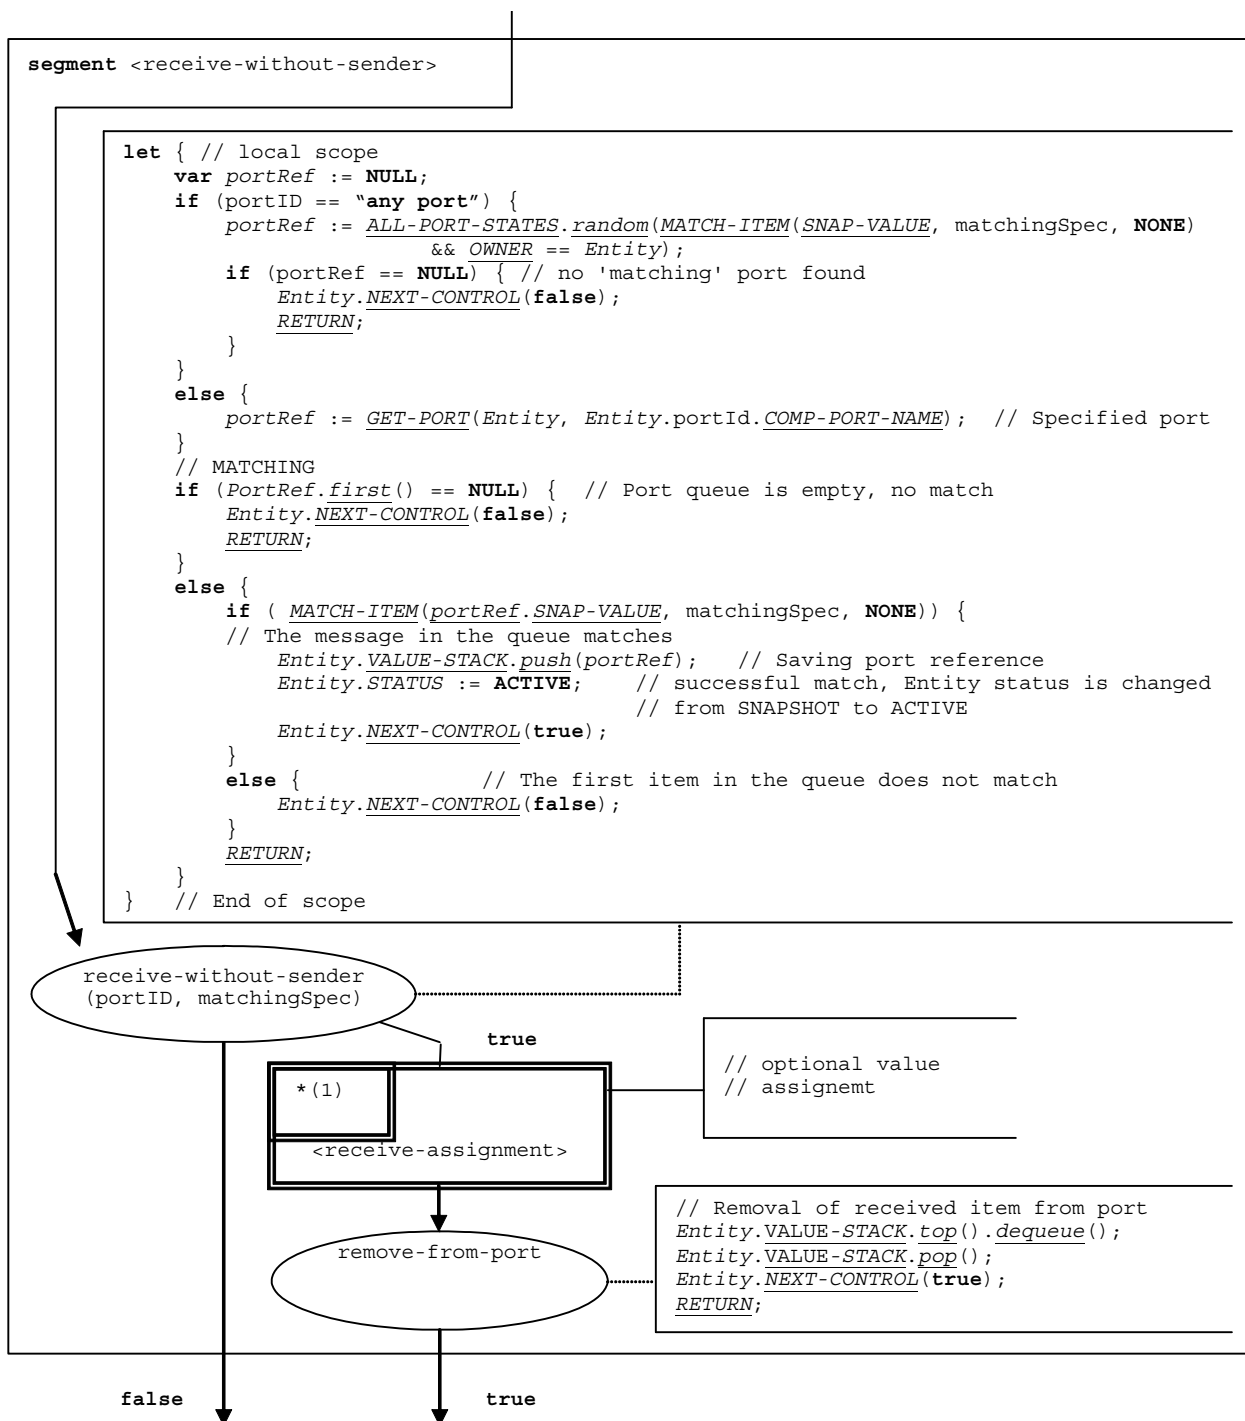 segment <receive-without-sender>
let { // local scope
var portRef := NULL;
if (portID == “any port”) {
portRef := ALL-PORT-STATES.random(MATCH-ITEM(SNAP-VALUE, matchingSpec, NONE)
&& OWNER == Entity);
if (portRef == NULL) { // no 'matching' port found
Entity.NEXT-CONTROL(false);
RETURN;
}
}
else {
portRef := GET-PORT(Entity, Entity.portId.COMP-PORT-NAME); // Specified port
}
// MATCHING
if (PortRef.first() == NULL) { // Port queue is empty, no match
Entity.NEXT-CONTROL(false);
RETURN;
}
else {
if ( MATCH-ITEM(portRef.SNAP-VALUE, matchingSpec, NONE)) {
// The message in the queue matches
Entity.VALUE-STACK.push(portRef); // Saving port reference
Entity.STATUS := ACTIVE; // successful match, Entity status is changed
// from SNAPSHOT to ACTIVE
Entity.NEXT-CONTROL(true);
}
else { // The first item in the queue does not match
Entity.NEXT-CONTROL(false);
}
RETURN;
}
} // End of scope
receive-without-sender
(portID, matchingSpec)
true
*(1)
<receive-assignment>
// optional value
// assignemt
remove-from-port
// Removal of received item from port
Entity.VALUE-STACK.top().dequeue();
Entity.VALUE-STACK.pop();
Entity.NEXT-CONTROL(true);
RETURN;
false
true